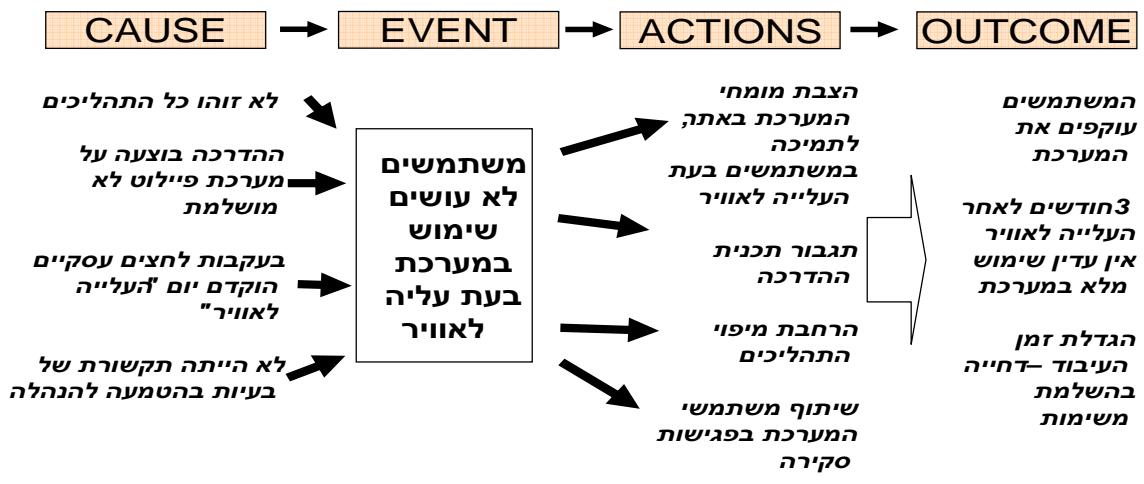 CAUSE
EVENT
ACTIONS
OUTCOME
לא זוהו כל התהליכים
ההדרכה בוצעה על
מערכת פיילוט לא
מושלמת
בעקבות לחצים עסקיים
הוקדם יום "העלייה
לאוויר"
לא הייתה תקשורת של
בעיות בהטמעה להנהלה
משתמשים
לא עושים
שימוש
במערכת
בעת עליה
לאוויר
הצבת מומחי
המערכת באתר,
לתמיכה
במשתמשים בעת
העלייה לאוויר
תגבור תכנית
ההדרכה
הרחבת מיפוי
התהליכים
שיתוף משתמשי
המערכת בפגישות
סקירה
המשתמשים
עוקפים את
המערכת
3חודשים לאחר
העלייה לאוויר
אין עדין שימוש
מלא במערכת
הגדלת זמן
העיבוד –דחייה
בהשלמת
משימות